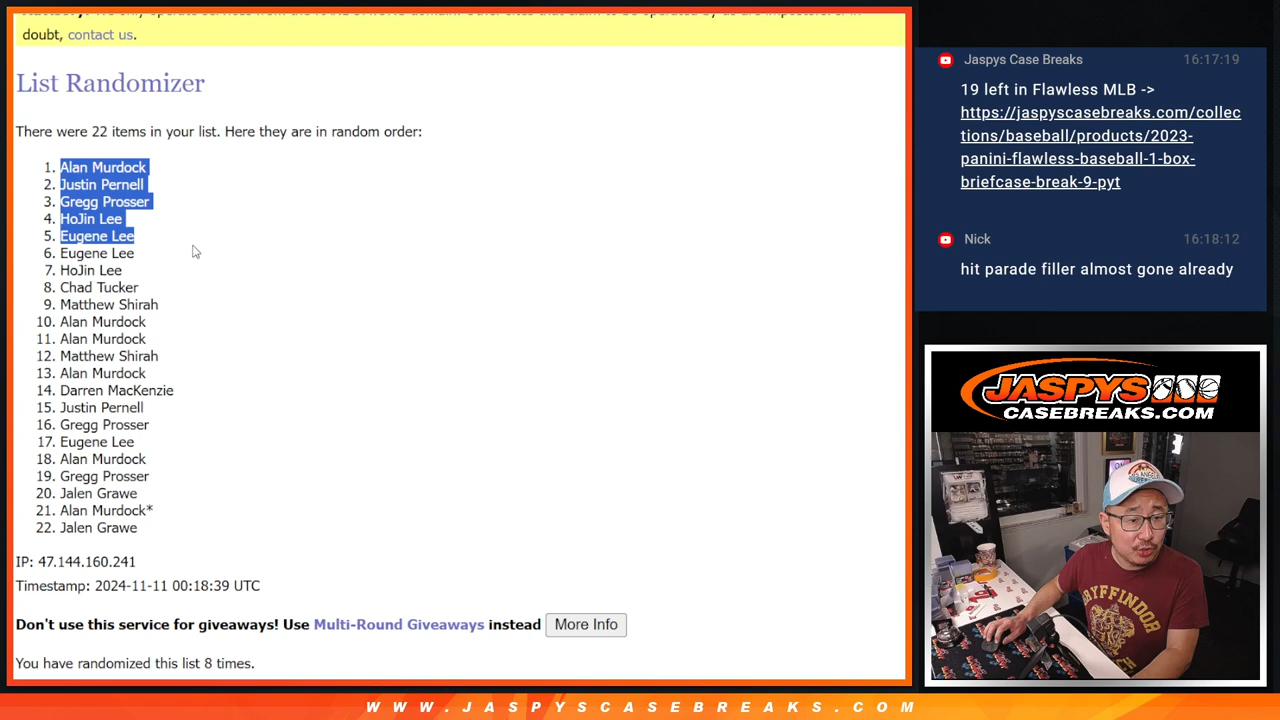 doubt, contact us.
List Randomizer
There were 22 items in your list. Here they are in random order:
1. Alan Murdock
2. Justin Pernell
3. Gregg Prosser
4. HoJin Lee
5. Eugene Lee
6. Eugene Lee
7. HoJin Lee
8. Chad Tucker
9. Matthew Shirah
10. Alan Murdock
11. Alan Murdock
12. Matthew Shirah
13. Alan Murdock
14. Darren MacKenzie
15. Justin Pernell
16. Gregg Prosser
17. Eugene Lee
18. Alan Murdock
19. Gregg Prosser
20. Jalen Grawe
21. Alan Murdock*
22. Jalen Grawe
IP: 47.144.160.241
Timestamp: 2024-11-11 00:18:39 UTC
Don't use this service for giveaways! Use Multi-Round Giveaways instead More Info
You have randomized this list 8 times.
Jaspys Case Breaks 16:17:19
19 left in Flawless MLB ->
https://jaspyscasebreaks.com/collec
tions/baseball/products/2023-
panini-flawless-baseball-1-box-
briefcase-break-9-pyt
Nick 16:18:12
hit parade filler almost gone already
JASPYS
CASEBREAKS.COM
GRYFFINDOR
WWW.JASPYSCASEBREAKS.COM